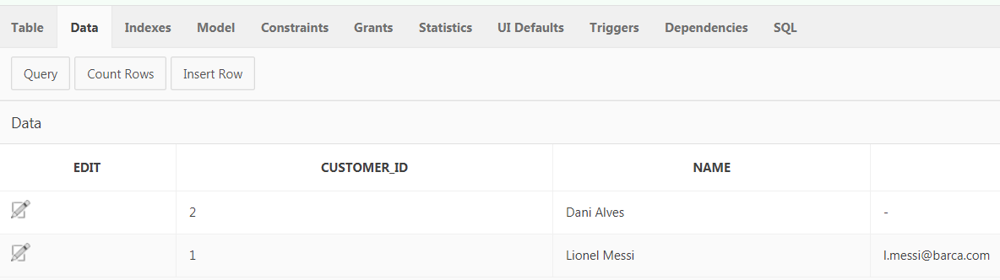 Table Data Indexes Model Constraints Grants Statistics UI Defaults Triggers Dependencies SQL
Query Count Rows Insert Row
Data
EDIT CUSTOMER_ID NAME
2 Dani Alves -
1 Lionel Messi l.messi@barca.com